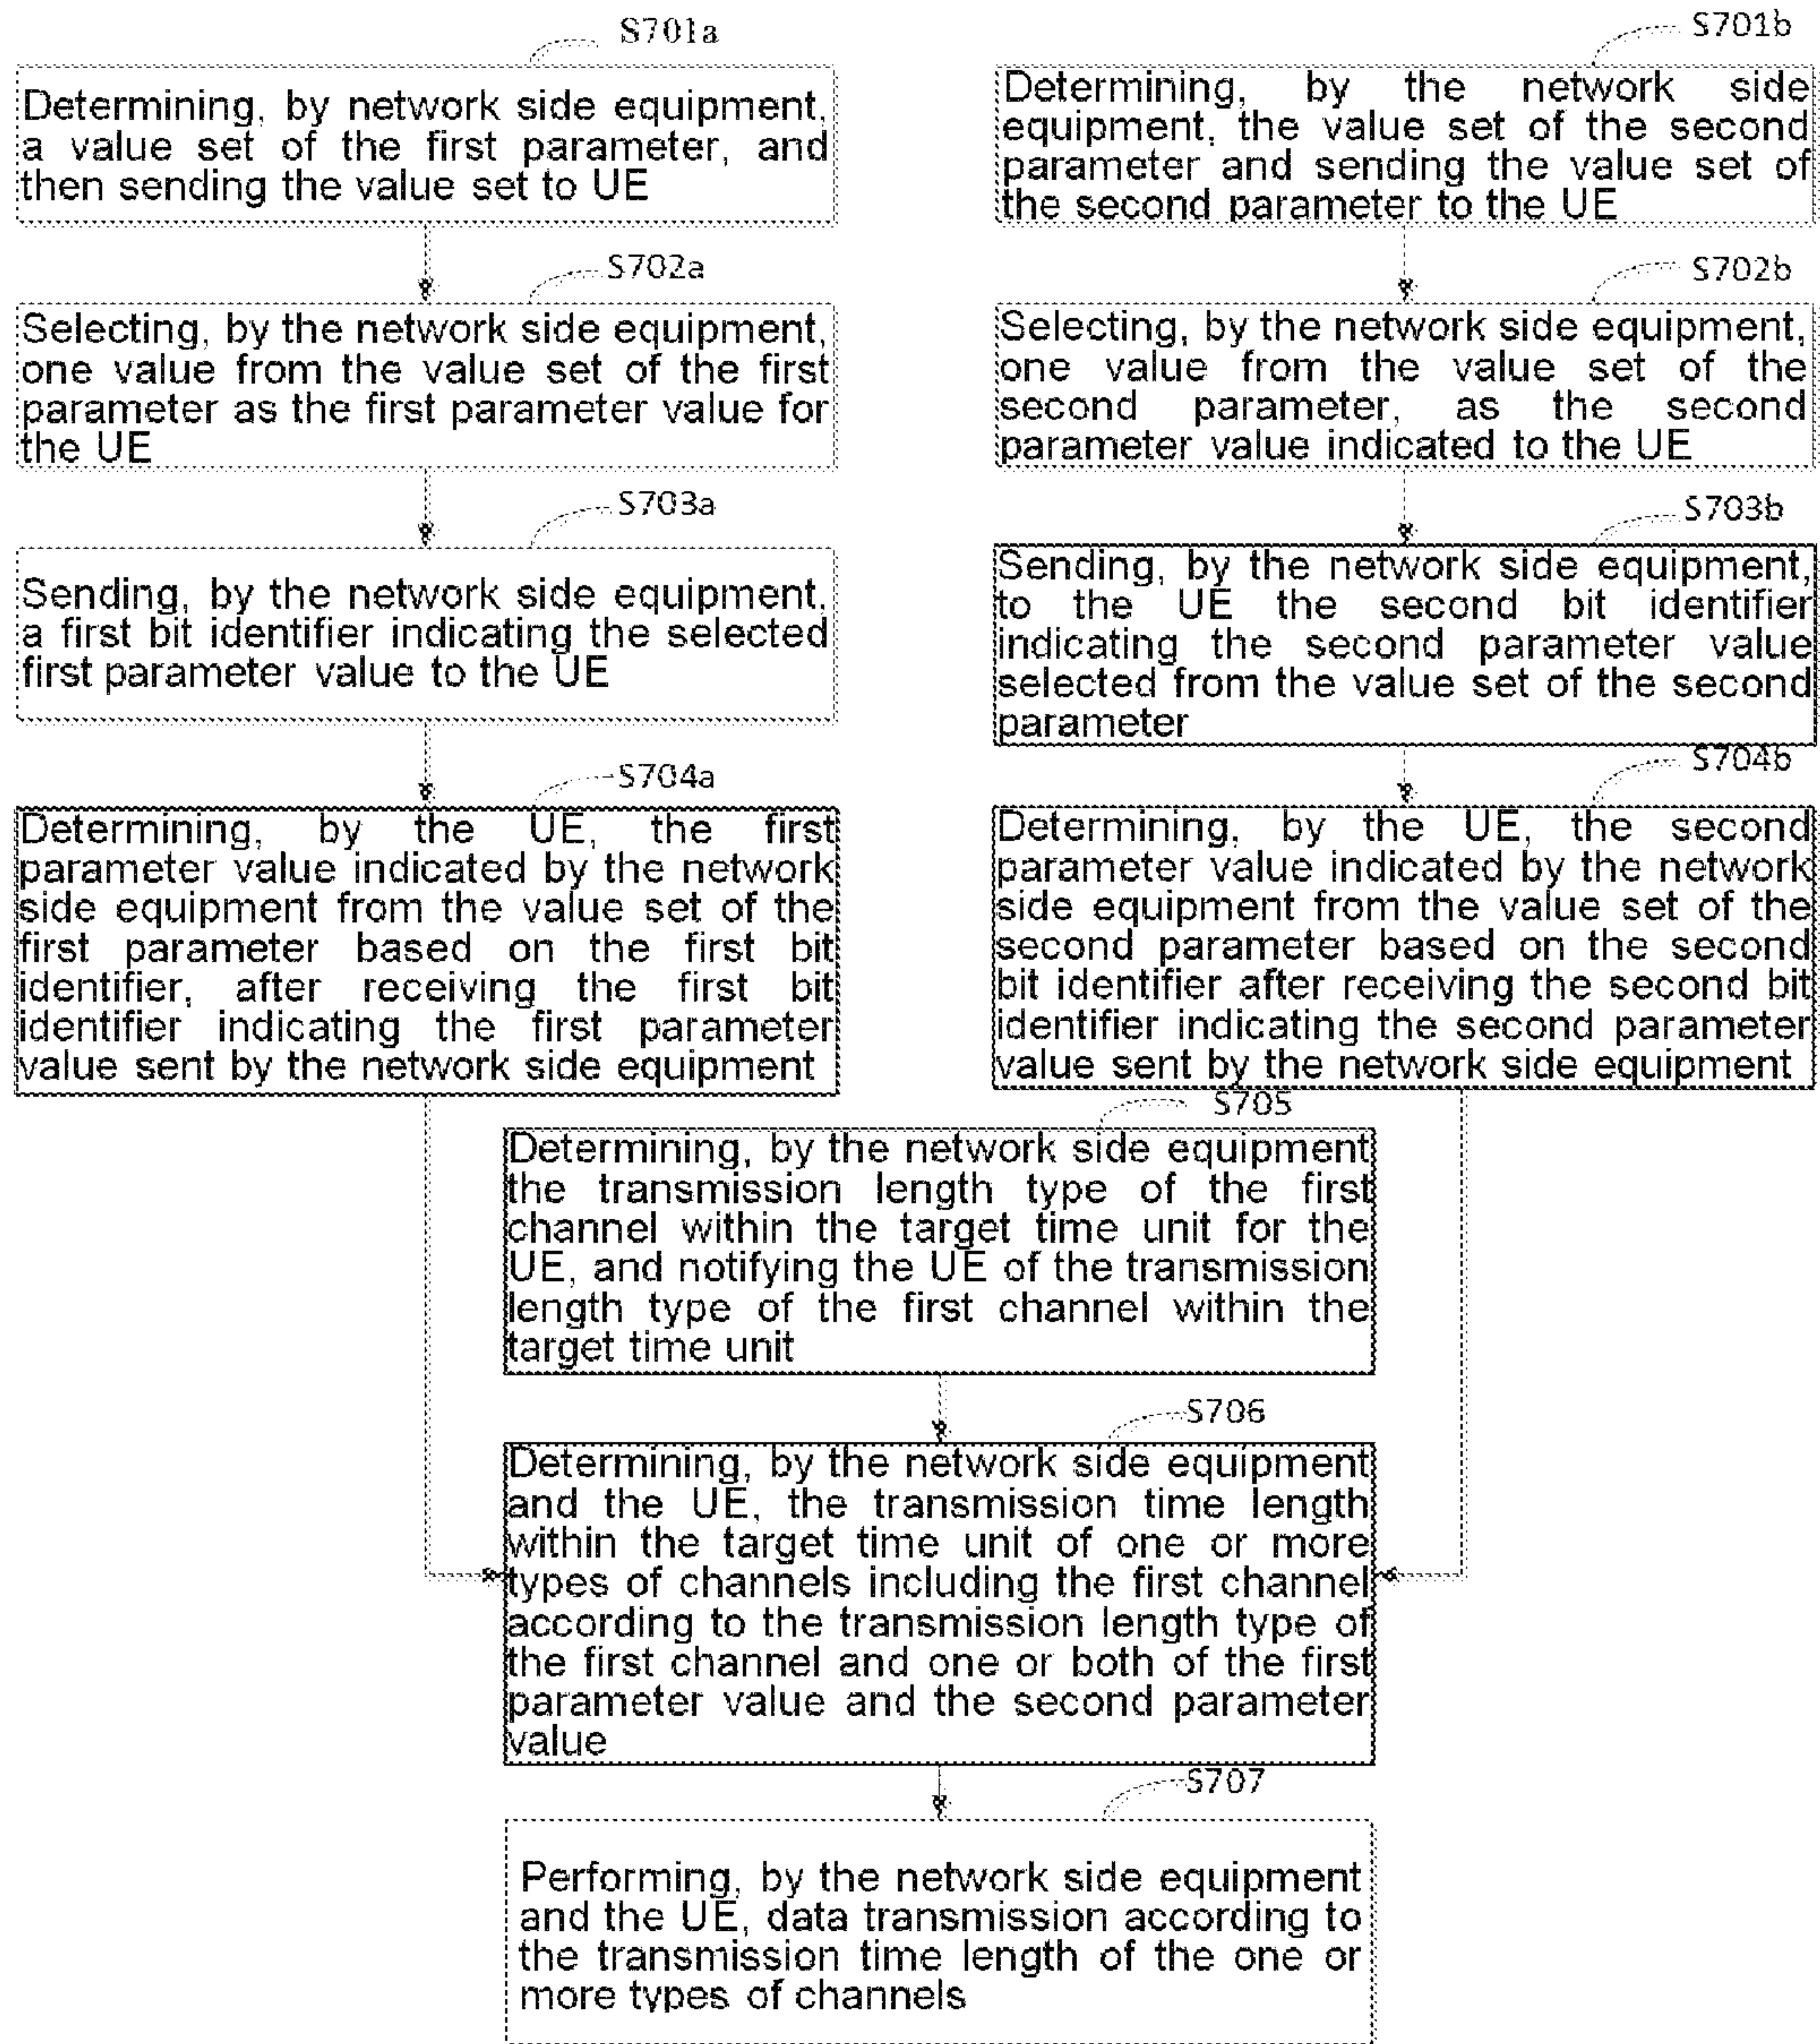 S701a
Determining, by network side equipment,
a value set of the first parameter, and
then sending the value set to UE
S702a
Selecting, by the network side equipment,
one value from the value set of the first
parameter as the first parameter value for
the UE
S703a
Sending, by the network side equipment,
a first bit identifier indicating the selected
first parameter value to the UE
S704a
Determining, by the UE, the first
parameter value indicated by the network
side equipment from the value set of the
first parameter based on the first bit
identifier, after receiving the first bit
identifier indicating the first parameter
value sent by the network side equipment
S701b
Determining, by the network side
equipment, the value set of the second
parameter and sending the value set of
the second parameter to the UE
S702b
Selecting, by the network side equipment,
one value from the value set of the
second parameter, as the second
parameter value indicated to the UE
S703b
Sending, by the network side equipment,
to the UE the second bit identifier
indicating the second parameter value
selected from the value set of the second
parameter
S704b
Determining, by the UE, the second
parameter value indicated by the network
side equipment from the value set of the
second parameter based on the second
bit identifier after receiving the second bit
identifier indicating the second parameter
value sent by the network side equipment
S705
Determining, by the network side equipment
the transmission length type of the first
channel within the target time unit for the
UE, and notifying the UE of the transmission
length type of the first channel within the
target time unit
S706
Determining, by the network side equipment
and the UE, the transmission time length
within the target time unit of one or more
types of channels including the first channel
according to the transmission length type of
the first channel and one or both of the first
parameter value and the second parameter
value
S707
Performing, by the network side equipment
and the UE, data transmission according to
the transmission time length of the one or
more types of channels